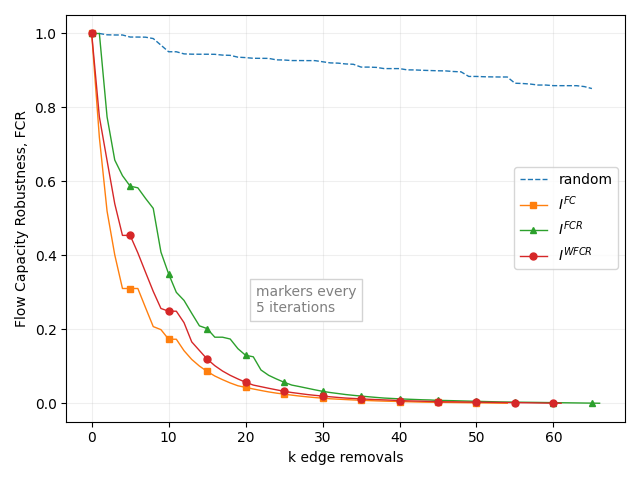 Flow Capacity Robustness, FCR
1.0
0.8
0.6
0.4
0.2
0.0
random
I^FC
I^FCR
I^WFCR
markers every
5 iterations
0 10 20 30 40 50 60
k edge removals